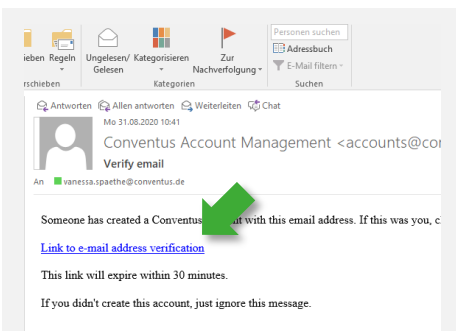 Personen suchen
Adressbuch
E-Mail filtern
ieben Regeln Ungelesen/ Kategorisieren Zur
Gelesen Nachverfolgung
rschieben Kategorien Suchen
Antworten Allen antworten Weiterleiten Chat
Mo 31.08.2020 10:41
Conventus Account Management <accounts@co
Verify email
An vanessa.spaethe@conventus.de
Someone has created a Conventus with this email address. If this was you, c
Link to e-mail address verification
This link will expire within 30 minutes.
If you didn't create this account, just ignore this message.